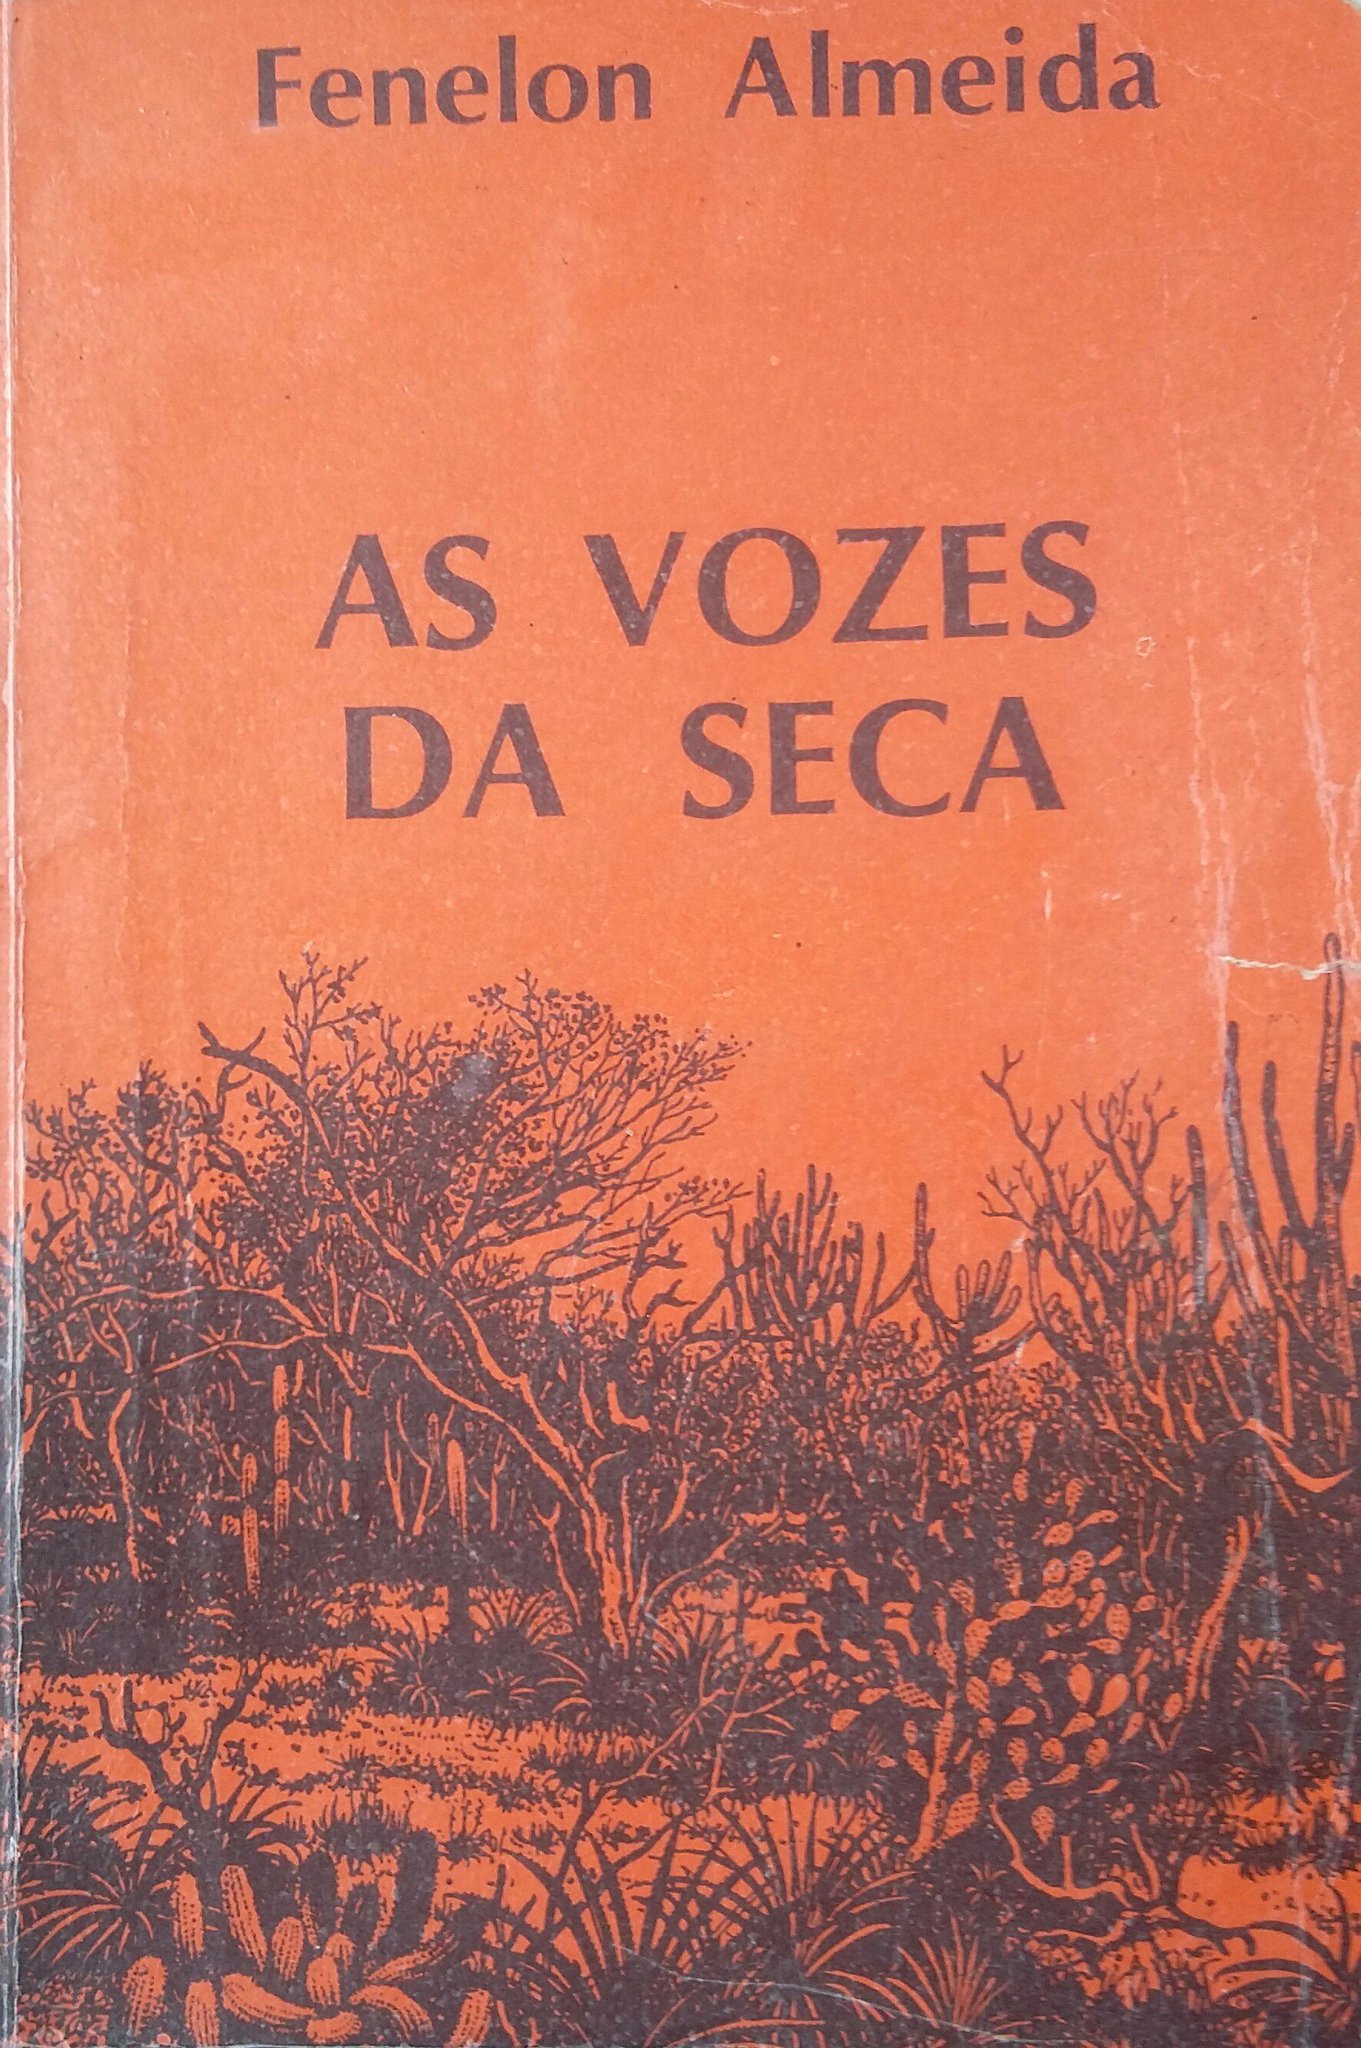 Fenelon Almeida
AS VOZES
DA SECA